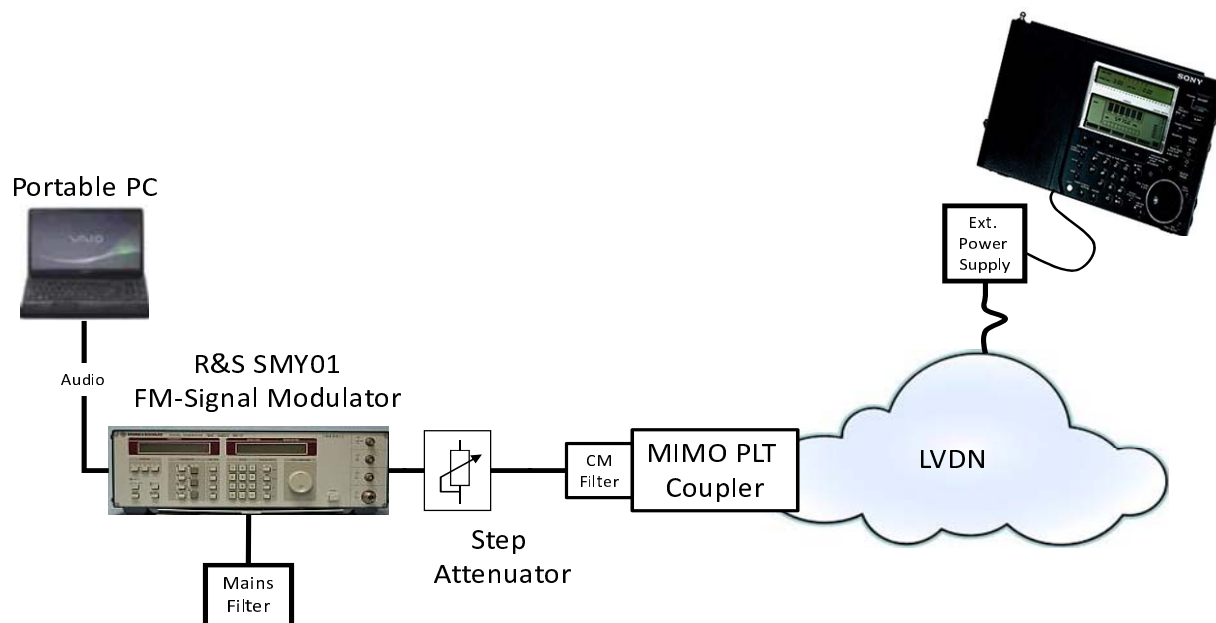 SONY
Portable PC
Ext.
Power
Supply
VAIO
R&S SMY01
FM-Signal Modulator
Audio
CM
Filter
MIMO PLT
Coupler
LVDN
Step
Attenuator
Mains
Filter